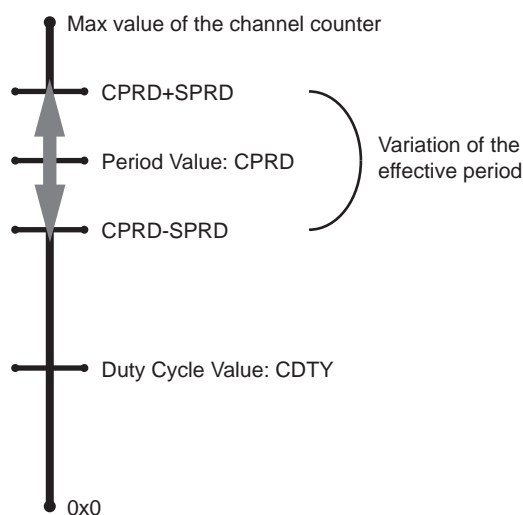 Max value of the channel counter
CPRD+SPRD
Period Value: CPRD
Variation of the
effective period
CPRD-SPRD
Duty Cycle Value: CDTY
0x0